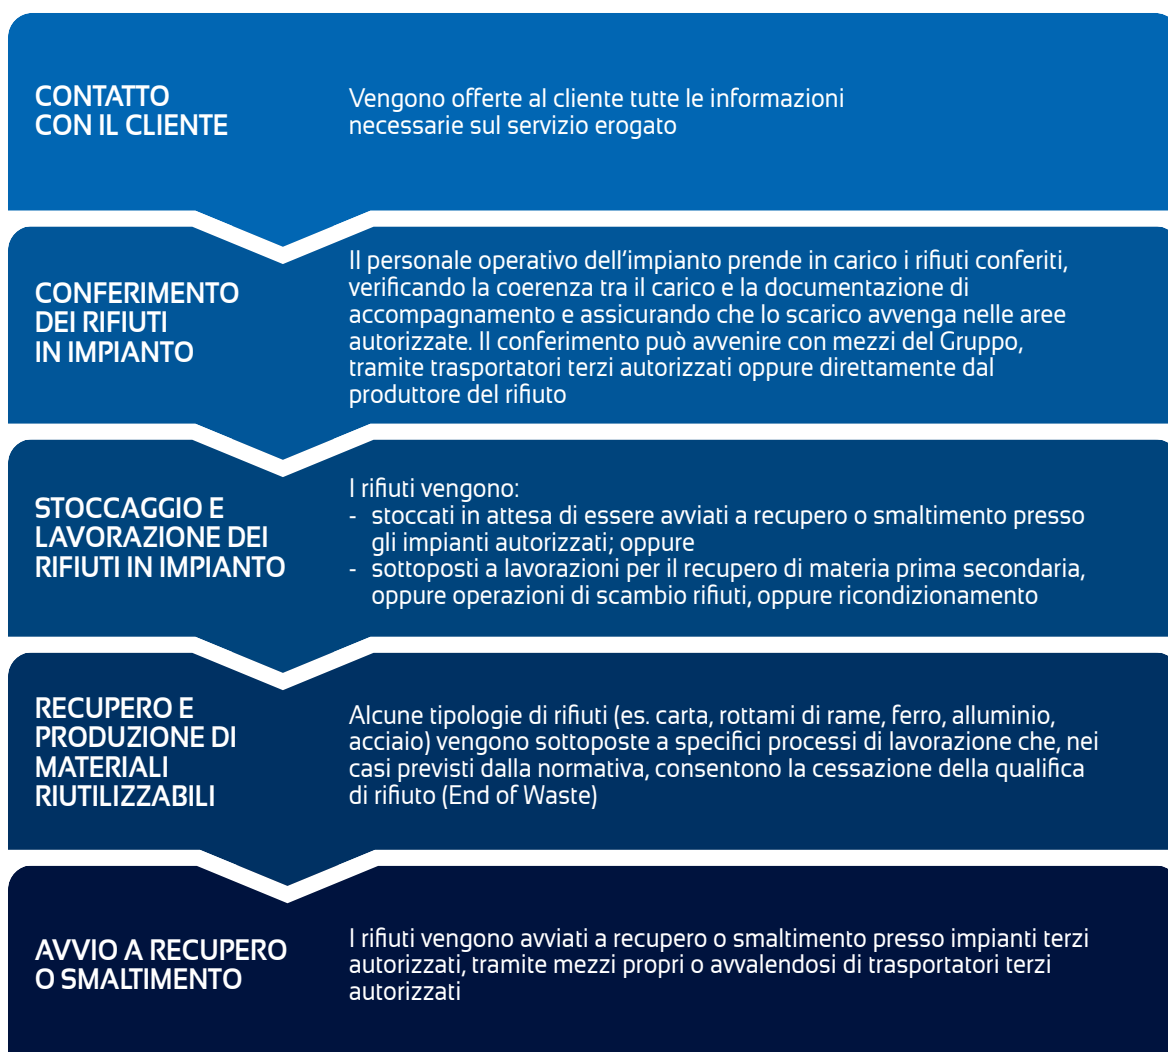 CONTATTO
CON IL CLIENTE
Vengono offerte al cliente tutte le informazioni
necessarie sul servizio erogato
CONFERIMENTO
DEI RIFIUTI
IN IMPIANTO
Il personale operativo dell'impianto prende in carico i rifiuti conferiti,
verificando la coerenza tra il carico e la documentazione di
accompagnamento e assicurando che lo scarico avvenga nelle aree
autorizzate. Il conferimento può avvenire con mezzi del Gruppo,
tramite trasportatori terzi autorizzati oppure direttamente dal
produttore del rifiuto
STOCCAGGIO E
LAVORAZIONE DEI
RIFIUTI IN IMPIANTO
I rifiuti vengono:
- stoccati in attesa di essere avviati a recupero o smaltimento presso
gli impianti autorizzati; oppure
- sottoposti a lavorazioni per il recupero di materia prima secondaria,
oppure operazioni di scambio rifiuti, oppure ricondizionamento
RECUPERO E
PRODUZIONE DI
MATERIALI
RIUTILIZZABILI
Alcune tipologie di rifiuti (es. carta, rottami di rame, ferro, alluminio,
acciaio) vengono sottoposte a specifici processi di lavorazione che, nei
casi previsti dalla normativa, consentono la cessazione della qualifica
di rifiuto (End of Waste)
AVVIO A RECUPERO
O SMALTIMENTO
I rifiuti vengono avviati a recupero o smaltimento presso impianti terzi
autorizzati, tramite mezzi propri o avvalendosi di trasportatori terzi
autorizzati